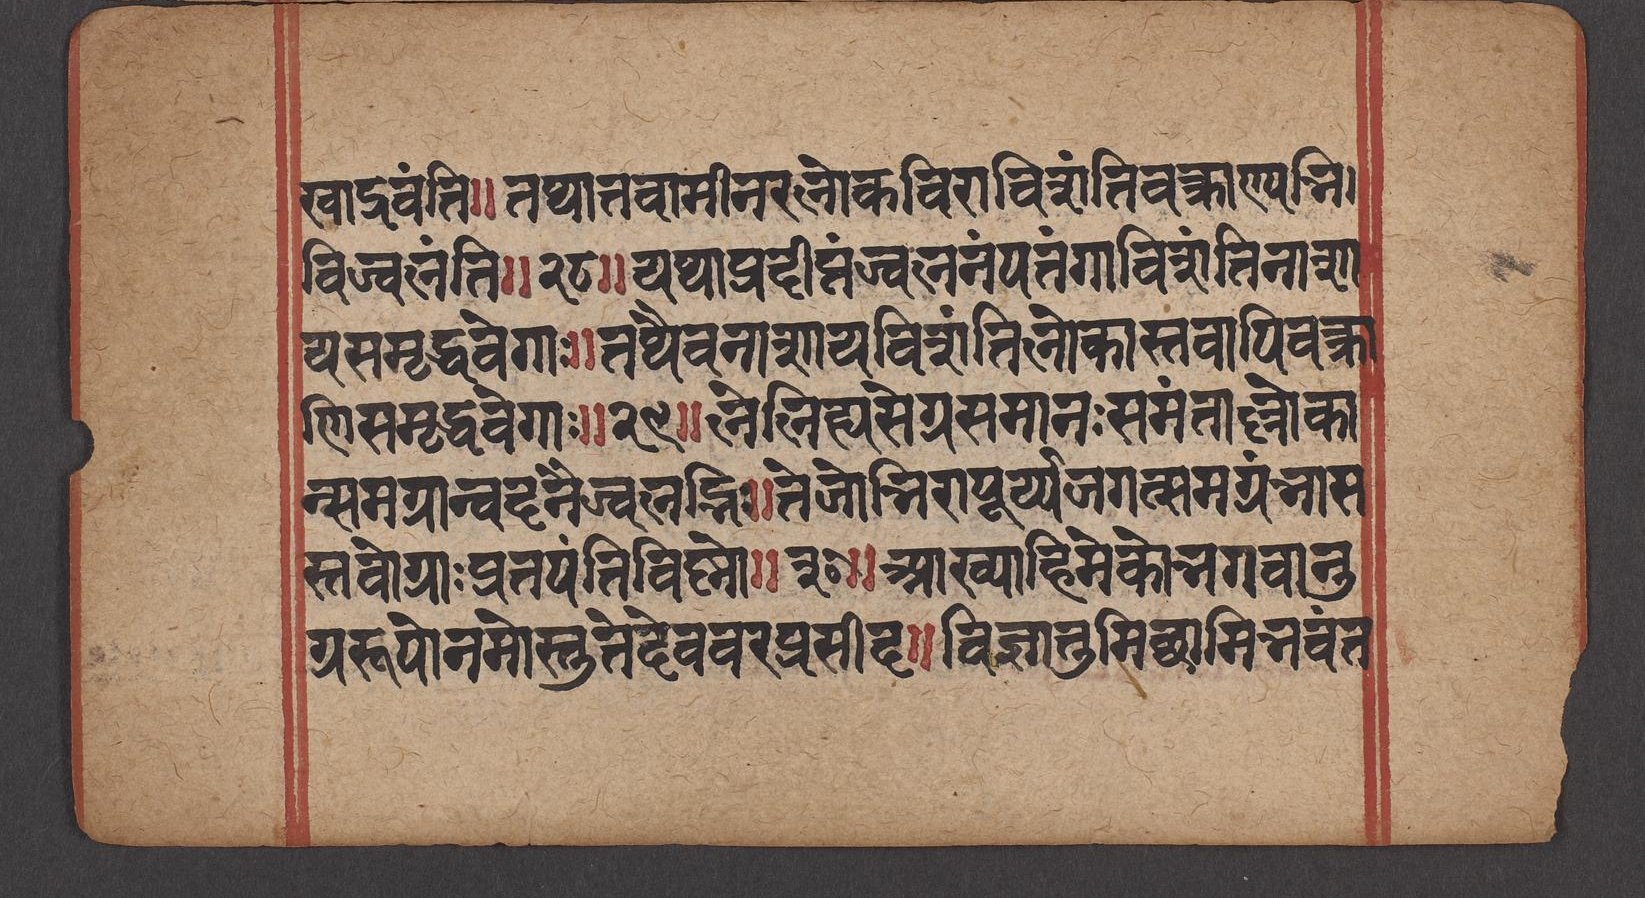 खाद्रवंति॥तथातवामीनरलोकवीराविशंतिवक्त्राण्यभि।
विज्वलंति॥२८॥यथाप्रदीप्तंज्वलनंपतंगाविशंतिनाशा
यसमृद्धवेगाः॥तथैवनाशायविशंतिलोकास्तवापिवक्त्रा
णिसमृद्धवेगाः॥२९॥लेलिह्यसेग्रसमानःसमंताल्लोका
न्समग्रान्वदनैर्ज्वलद्भिः॥तेजोभिरापूर्य्यजगत्समग्रंभास
स्तवोग्राःप्रतपंतिविष्णो॥३०॥आख्याहिमेकोभगवानु
ग्ररूपोनमोस्तुतेदेववरप्रसीद॥विज्ञातुमिच्छामिभवंत